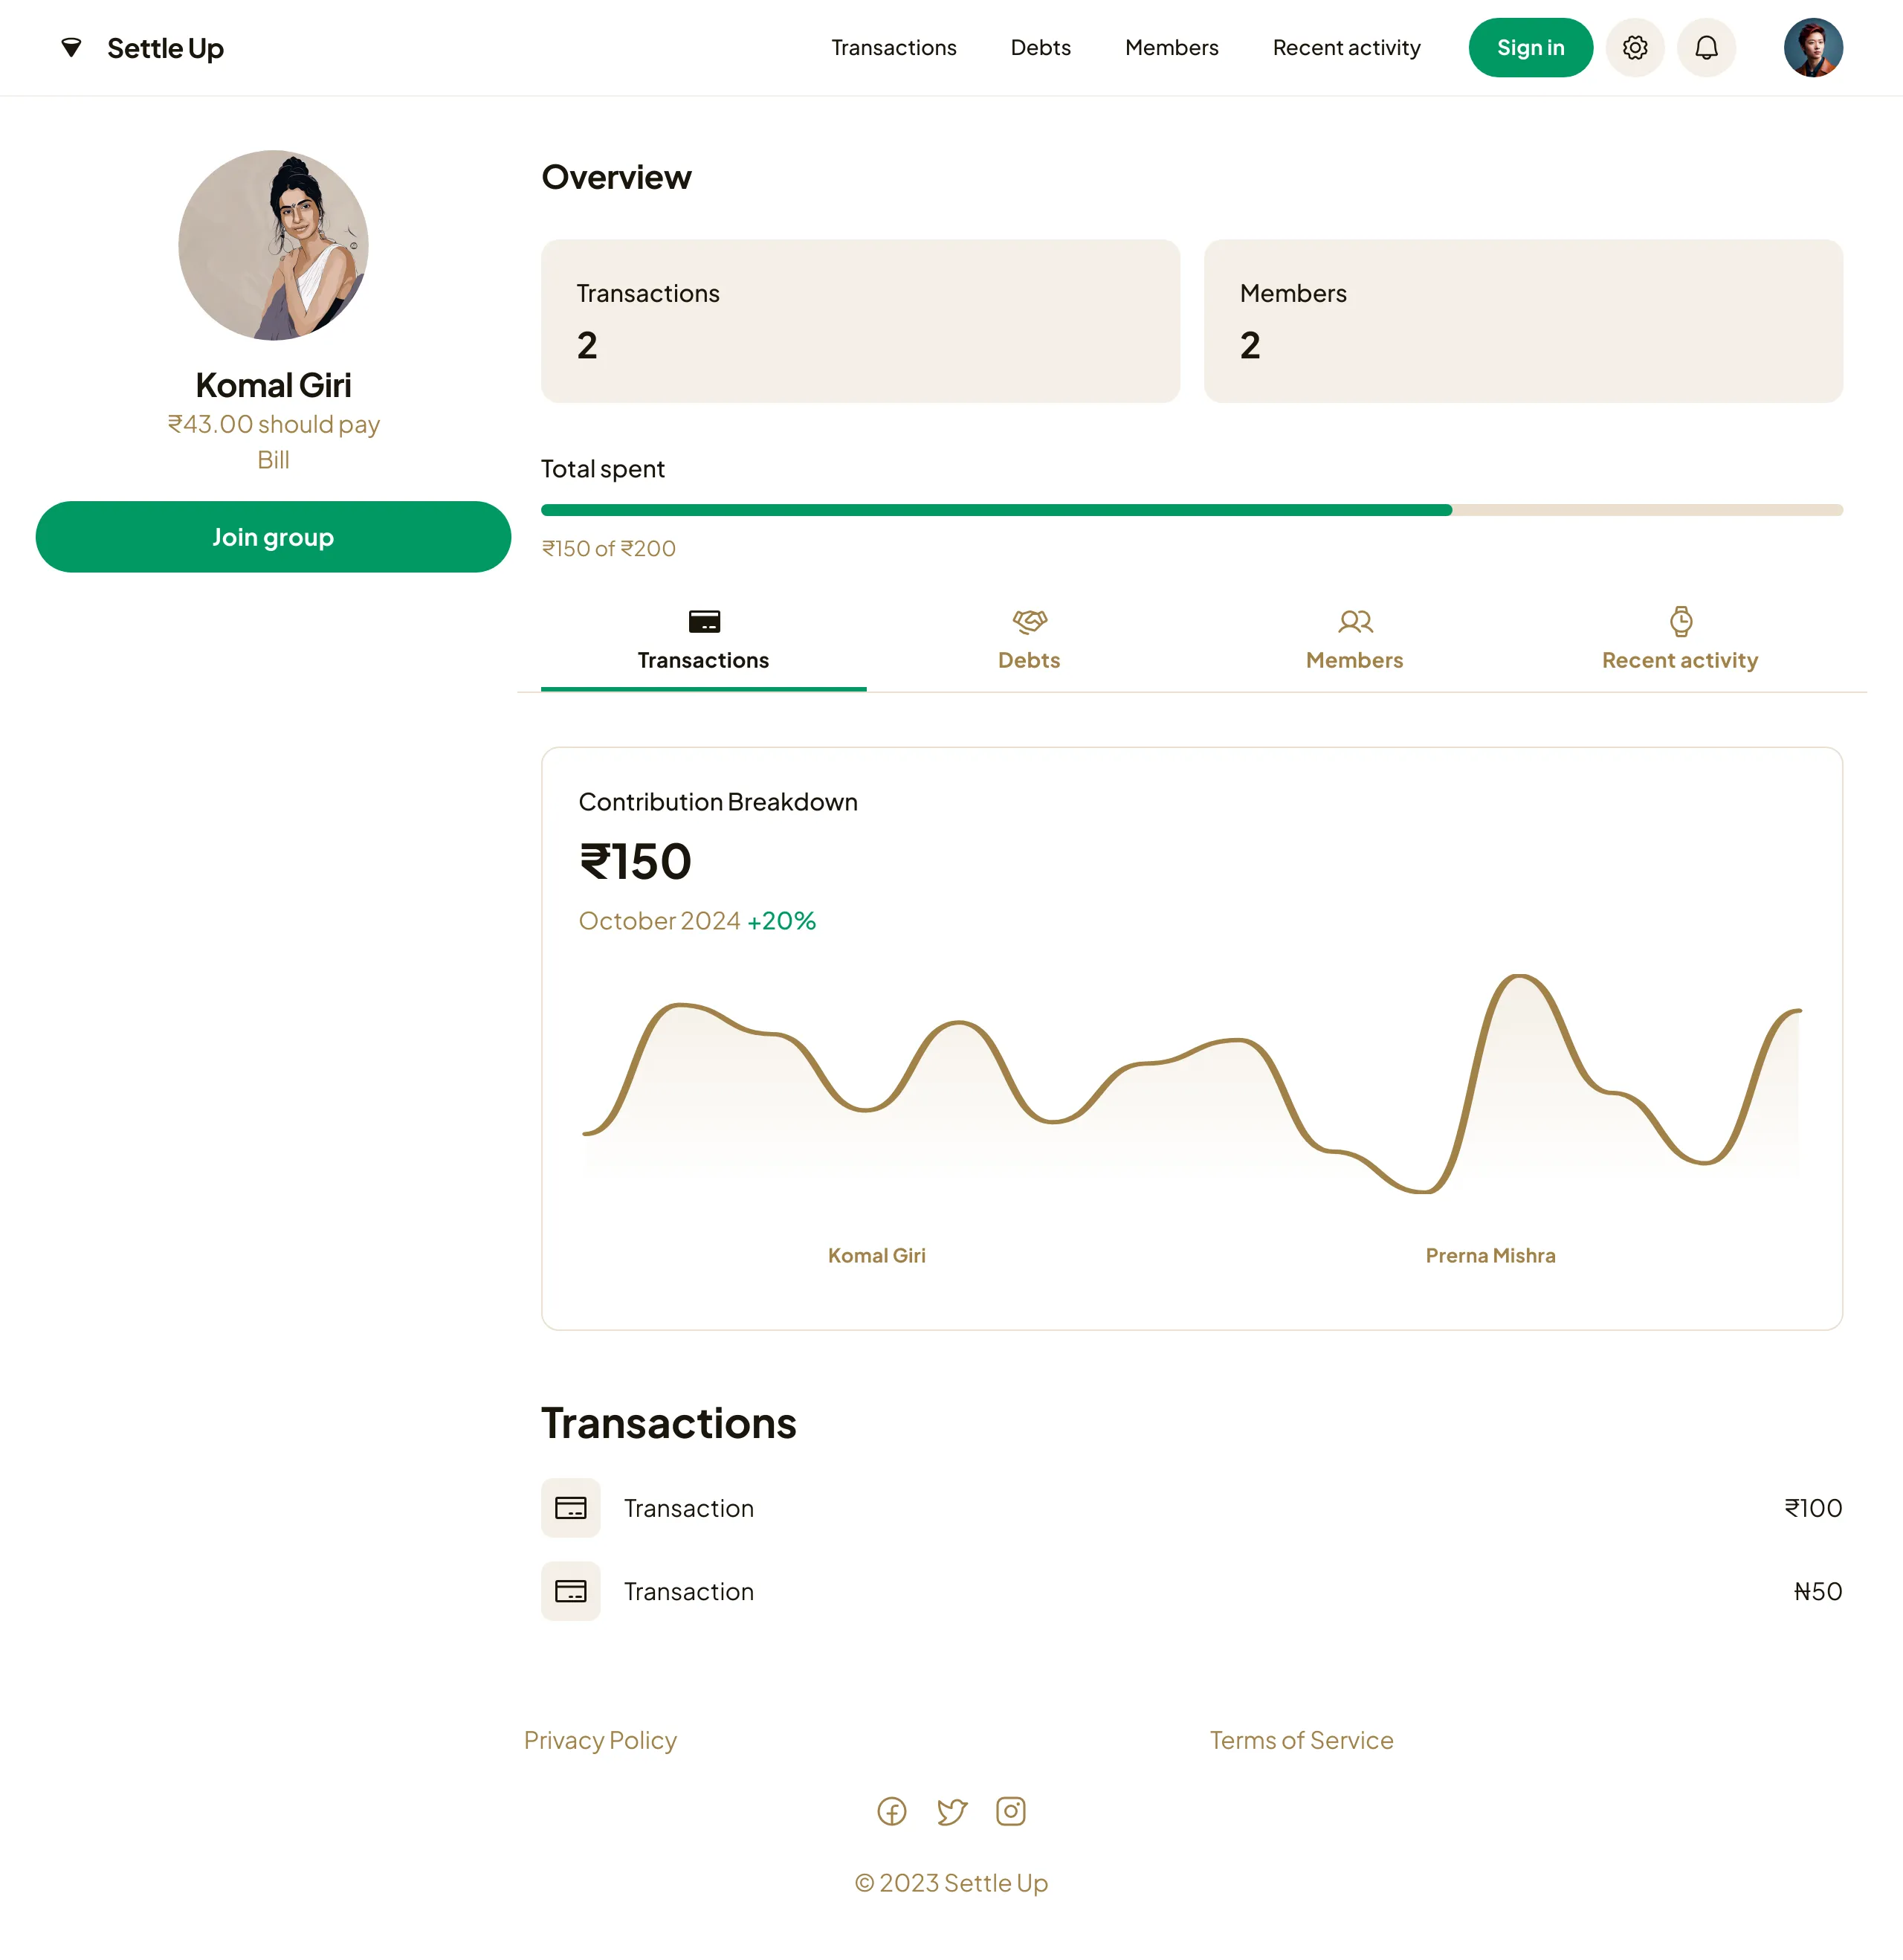 Settle Up
Transactions
Debts
Members
Recent activity
Sign in
Komal Giri
₹43.00 should pay
Bill
Join group
Overview
Transactions
2
Members
2
Total spent
₹150 of ₹200
Transactions
Debts
Members
Recent activity
Contribution Breakdown
₹150
October 2024 +20%
Komal Giri
Prerna Mishra
Transactions
Transaction
₹100
Transaction
₦50
Privacy Policy
Terms of Service
© 2023 Settle Up